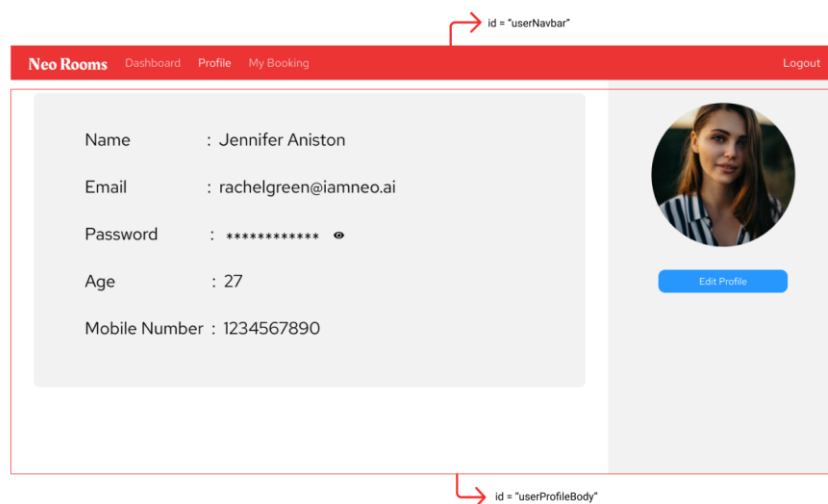 id = "userNavbar"
Neo Rooms Dashboard Profile My Booking Logout
Name : Jennifer Aniston
Email : rachelgreen@iamneo.ai
Password : ************
Age : 27
Mobile Number : 1234567890
Edit Profile
id = "userProfileBody"